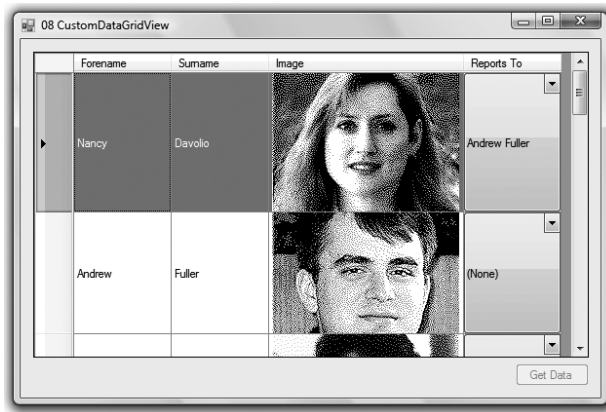 08 CustomDataGridView
Forename Surname Image Reports To
Nancy Davolio Andrew Fuller
Andrew Fuller (None)
Get Data